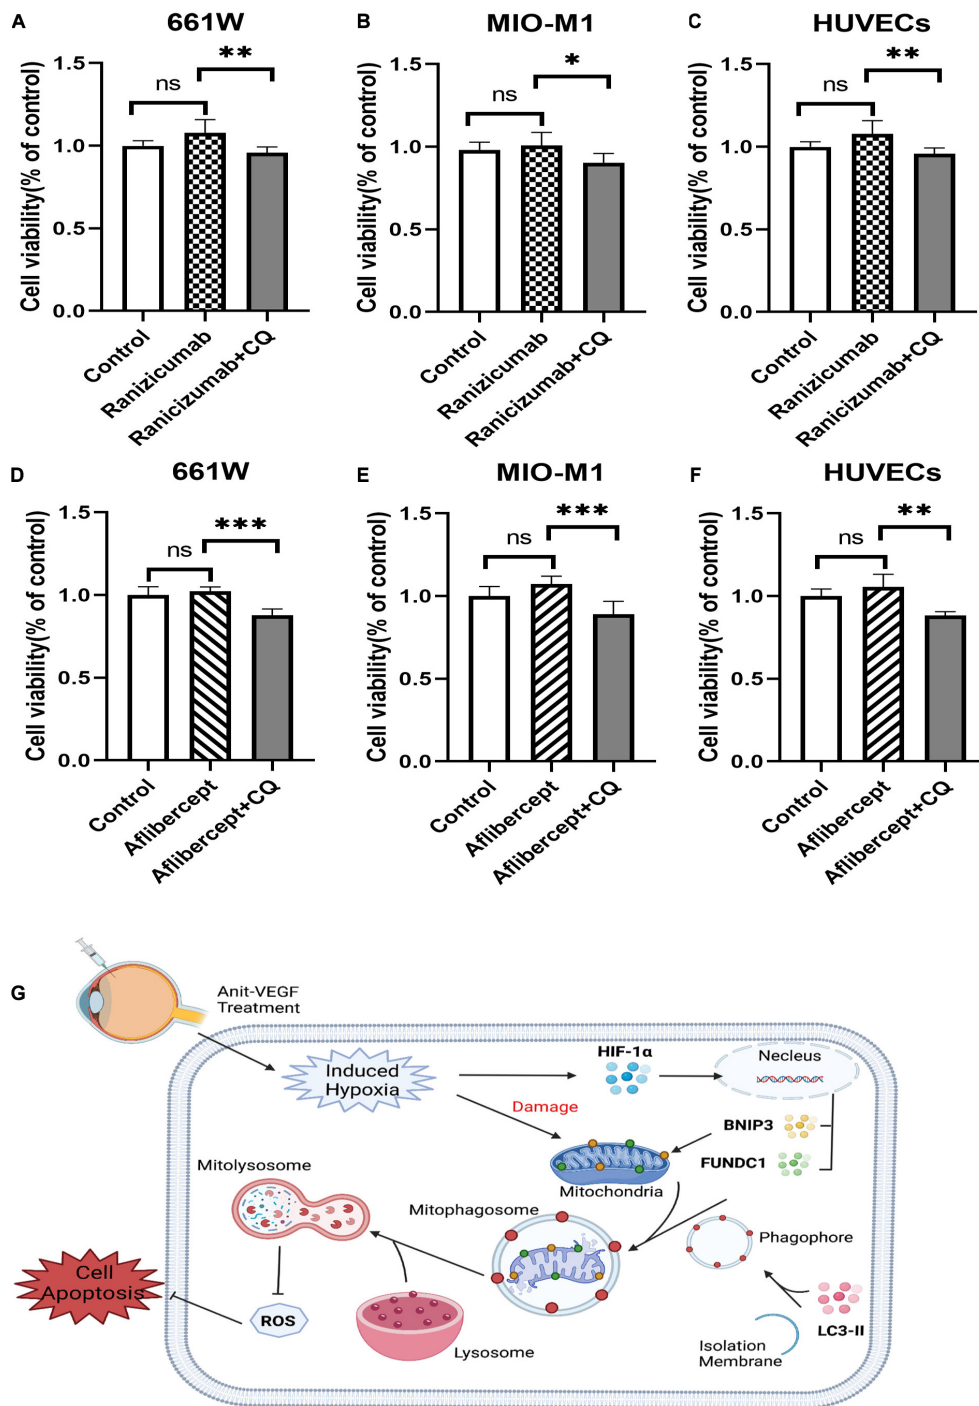 A
661W
Cell viability(% of control)
1.5
1.0
0.5
0.0
ns
**
Control
Ranizicumab
Ranicizumab+CQ
B
MIO-M1
Cell viability(% of control)
1.5
1.0
0.5
0.0
ns
*
Control
Ranizicumab
Ranicizumab+CQ
C
HUVECs
Cell viability(% of control)
1.5
1.0
0.5
0.0
ns
**
Control
Ranizicumab
Ranicizumab+CQ
D
661W
Cell viability(% of control)
1.5
1.0
0.5
0.0
ns
***
Control
Aflibercept
Aflibercept+CQ
E
MIO-M1
Cell viability(% of control)
1.5
1.0
0.5
0.0
ns
***
Control
Aflibercept
Aflibercept+CQ
F
HUVECs
Cell viability(% of control)
1.5
1.0
0.5
0.0
ns
**
Control
Aflibercept
Aflibercept+CQ
G
Anit-VEGF
Treatment
Induced
Hypoxia
HIF-1α
Necleus
Damage
BNIP3
FUNDC1
Mitochondria
Mitolysosome
Mitophagosome
Phagophore
Cell
Apoptosis
ROS
Lysosome
Isolation
Membrane
LC3-II